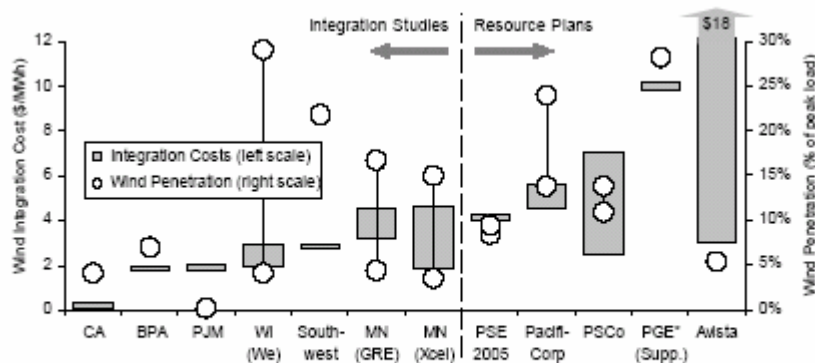 Integration Studies
Resource Plans
$18
Wind Integration Cost ($/MWh)
12
10
8
6
4
2
0
Integration Costs (left scale)
Wind Penetration (right scale)
30%
25%
20%
15%
10%
5%
0%
Wind Penetration (% of peak load)
CA
BPA
PJM
WI
(We)
South-
west
MN
(GRE)
MN
(Xcel)
PSE
2005
Pacifi-
Corp
PSCo
PGE*
(Supp.)
Avista